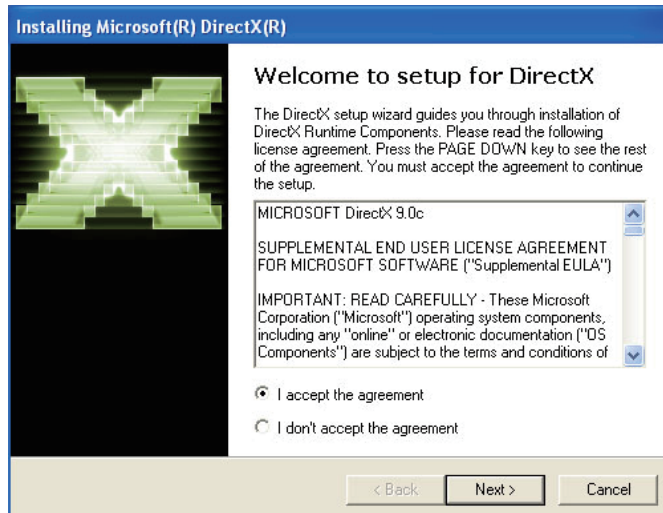 Installing Microsoft(R) DirectX(R)
Welcome to setup for DirectX
The DirectX setup wizard guides you through installation of
DirectX Runtime Components. Please read the following
license agreement. Press the PAGE DOWN key to see the rest
of the agreement. You must accept the agreement to continue
the setup.
MICROSOFT DirectX 9.0c
SUPPLEMENTAL END USER LICENSE AGREEMENT
FOR MICROSOFT SOFTWARE ("Supplemental EULA")
IMPORTANT: READ CAREFULLY - These Microsoft
Corporation ("Microsoft") operating system components,
including any "online" or electronic documentation ("OS
Components") are subject to the terms and conditions of
I accept the agreement
I don't accept the agreement
< Back Next > Cancel